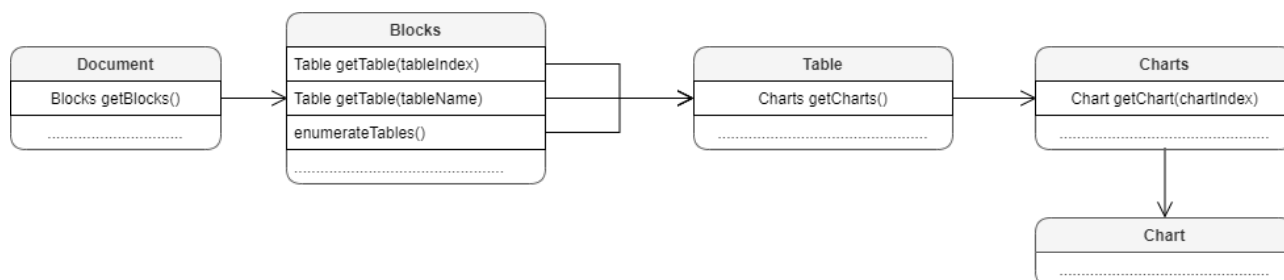 Document
Blocks getBlocks()
................................
Blocks
Table getTable(tableIndex)
Table getTable(tableName)
enumerateTables()
..................................................
Table
Charts getCharts()
..................................................
Charts
Chart getChart(chartIndex)
..................................................
Chart
..................................................